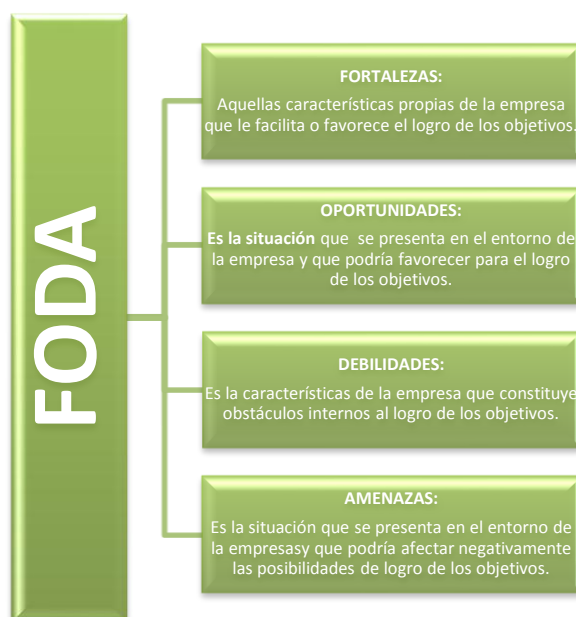 FODA
FORTALEZAS:
Aquellas características propias de la empresa
que le facilita o favorece el logro de los objetivos.
OPORTUNIDADES:
Es la situación que se presenta en el entorno de
la empresa y que podría favorecer para el logro
de los objetivos.
DEBILIDADES:
Es la características de la empresa que constituye
obstáculos internos al logro de los objetivos.
AMENAZAS:
Es la situación que se presenta en el entorno de
la empresasy que podría afectar negativamente
las posibilidades de logro de los objetivos.